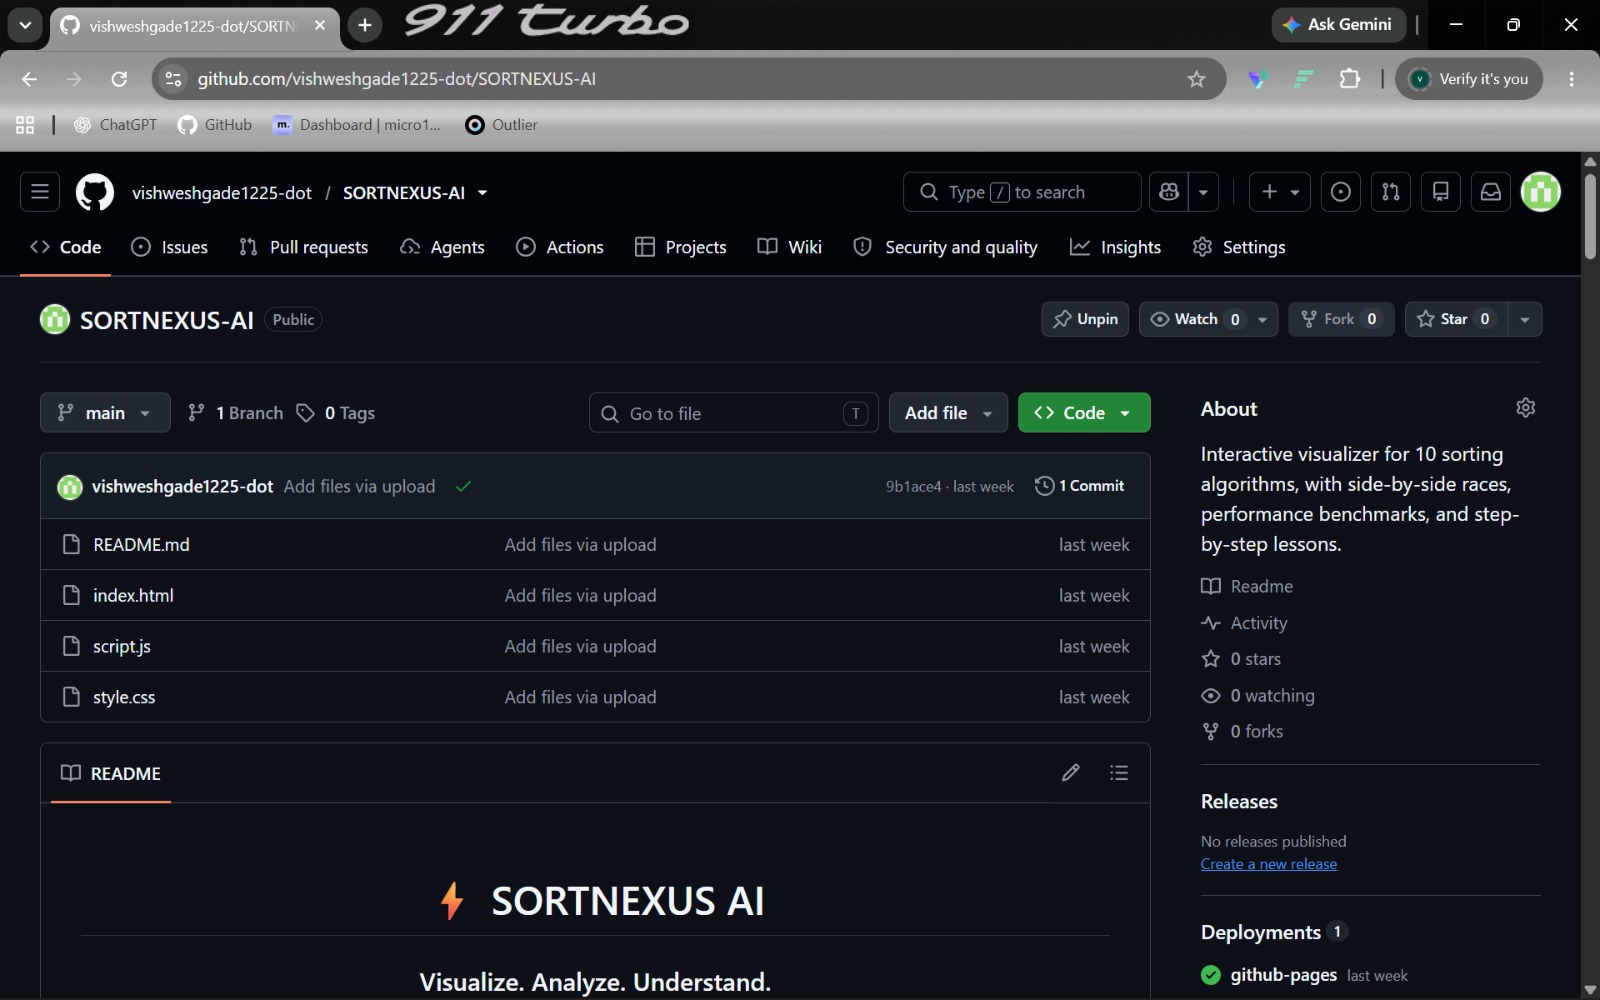 vishweshgade1225-dot/SORTN
911 turbo
Ask Gemini
github.com/vishweshgade1225-dot/SORTNEXUS-AI
Verify it's you
ChatGPT
GitHub
m. Dashboard | micro1...
Outlier
vishweshgade1225-dot / SORTNEXUS-AI
Type / to search
Code
Issues
Pull requests
Agents
Actions
Projects
Wiki
Security and quality
Insights
Settings
SORTNEXUS-AI Public
Unpin
Watch 0
Fork 0
Star 0
main
1 Branch
0 Tags
Go to file T
Add file
Code
vishweshgade1225-dot Add files via upload
9b1ace4 · last week
1 Commit
README.md Add files via upload last week
index.html Add files via upload last week
script.js Add files via upload last week
style.css Add files via upload last week
README
SORTNEXUS AI
Visualize. Analyze. Understand.
About
Interactive visualizer for 10 sorting
algorithms, with side-by-side races,
performance benchmarks, and step-
by-step lessons.
Readme
Activity
0 stars
0 watching
0 forks
Releases
No releases published
Create a new release
Deployments 1
github-pages last week